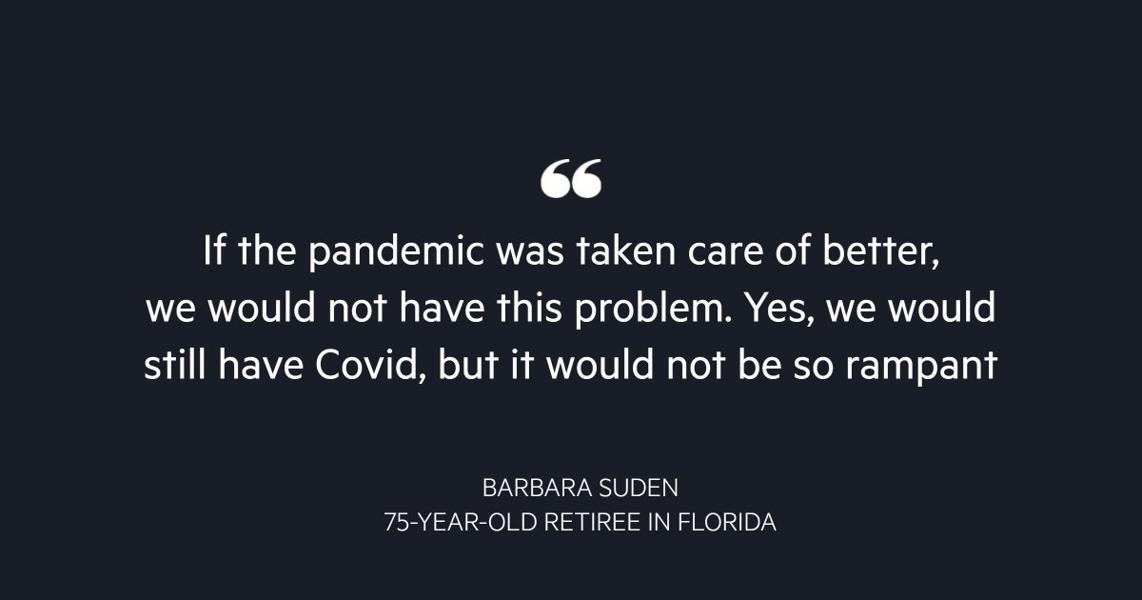 “
If the pandemic was taken care of better,
we would not have this problem. Yes, we would
still have Covid, but it would not be so rampant
BARBARA SUDEN
75-YEAR-OLD RETIREE IN FLORIDA